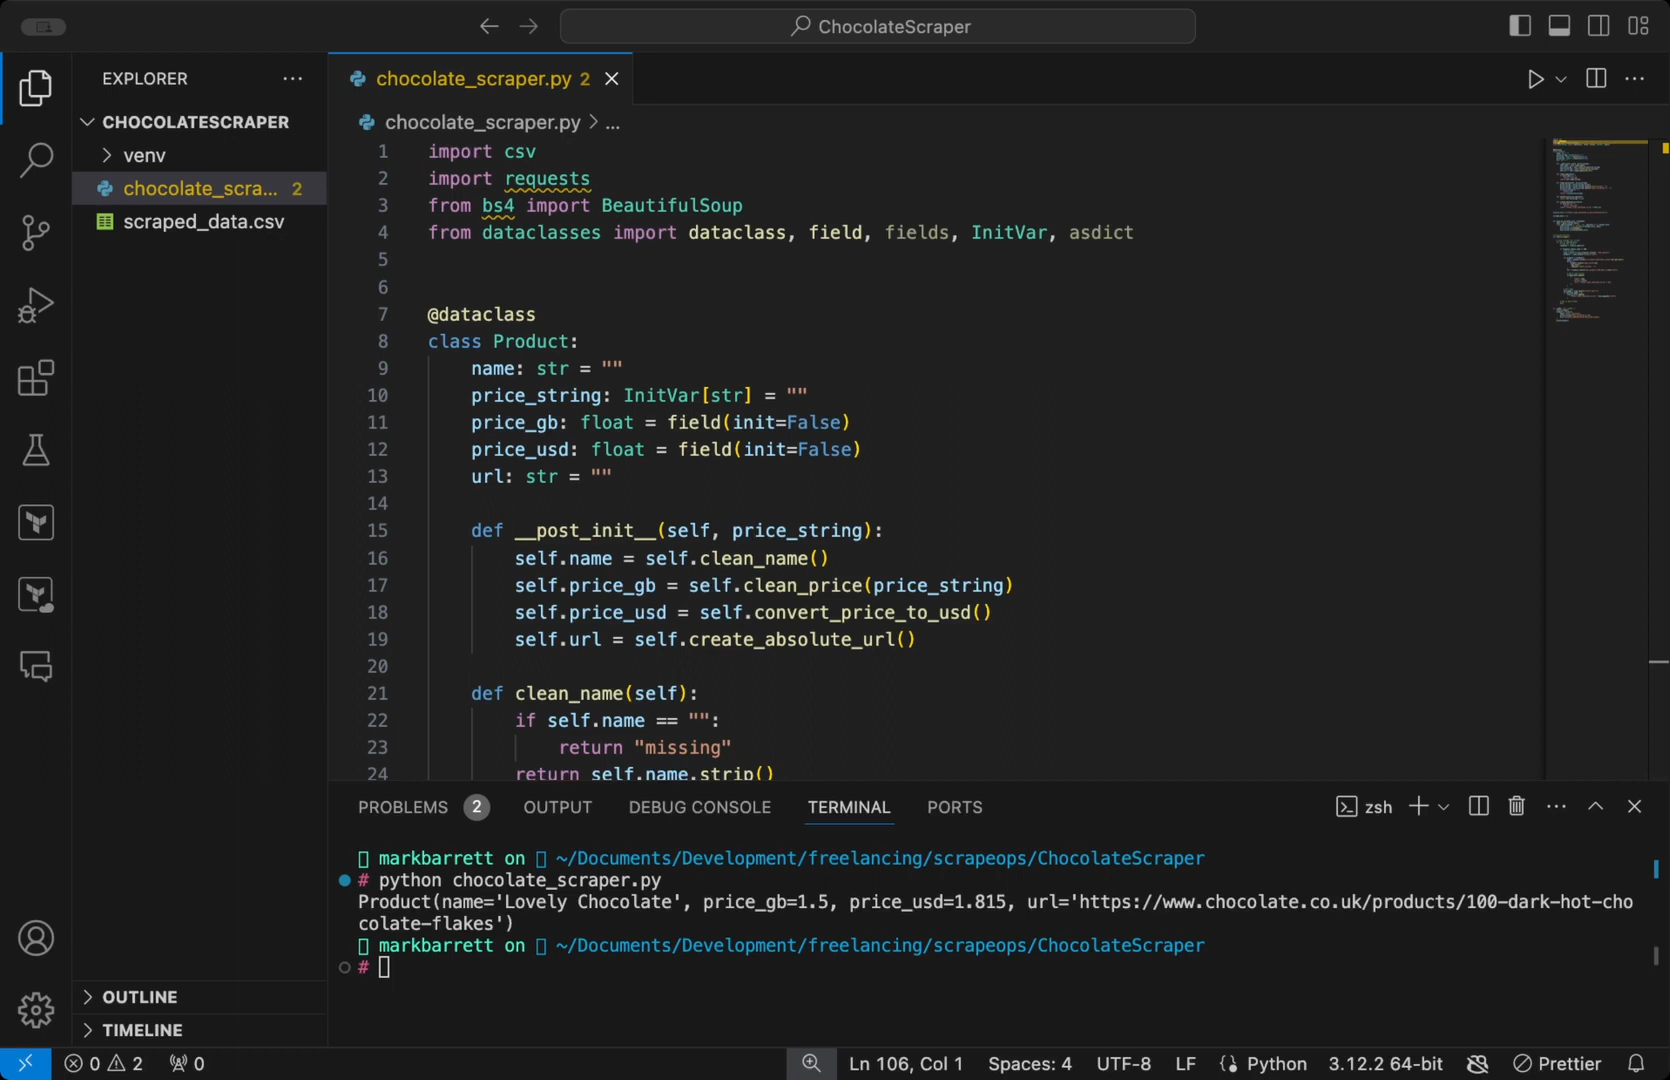 ChocolateScraper
EXPLORER
CHOCOLATESCRAPER
venv
chocolate_scra... 2
scraped_data.csv
OUTLINE
TIMELINE
chocolate_scraper.py 2
chocolate_scraper.py > ...
1 import csv
2 import requests
3 from bs4 import BeautifulSoup
4 from dataclasses import dataclass, field, fields, InitVar, asdict
5
6
7 @dataclass
8 class Product:
9 name: str = ""
10 price_string: InitVar[str] = ""
11 price_gb: float = field(init=False)
12 price_usd: float = field(init=False)
13 url: str = ""
14
15 def __post_init__(self, price_string):
16 self.name = self.clean_name()
17 self.price_gb = self.clean_price(price_string)
18 self.price_usd = self.convert_price_to_usd()
19 self.url = self.create_absolute_url()
20
21 def clean_name(self):
22 if self.name == "":
23 return "missing"
24 return self.name.strip()
PROBLEMS 2 OUTPUT DEBUG CONSOLE TERMINAL PORTS
zsh
markbarrett on ~/Documents/Development/freelancing/scrapeops/ChocolateScraper
# python chocolate_scraper.py
Product(name='Lovely Chocolate', price_gb=1.5, price_usd=1.815, url='https://www.chocolate.co.uk/products/100-dark-hot-cho
colate-flakes')
markbarrett on ~/Documents/Development/freelancing/scrapeops/ChocolateScraper
#
0 2 0
Ln 106, Col 1 Spaces: 4 UTF-8 LF Python 3.12.2 64-bit Prettier